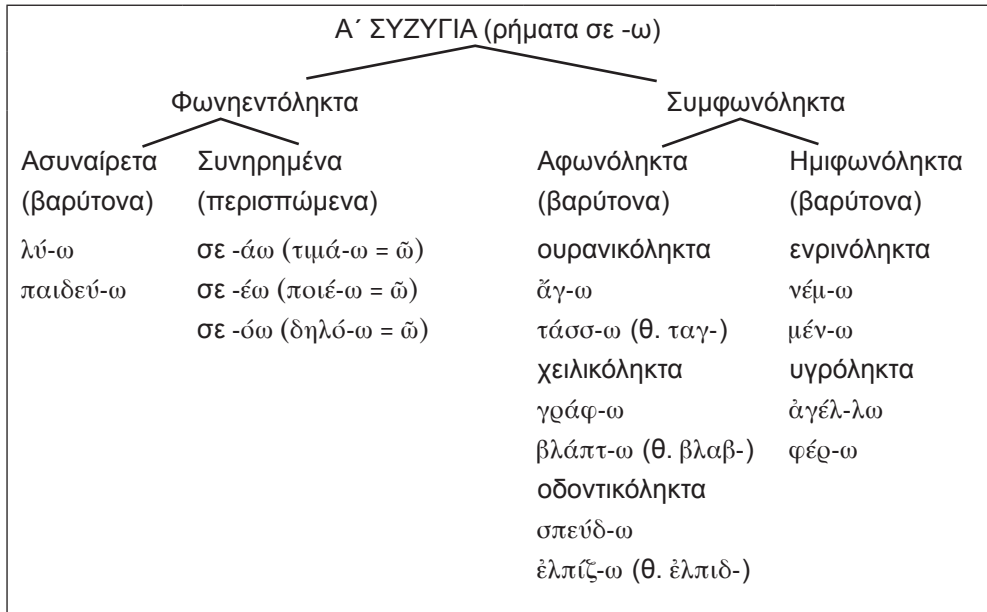 Α΄ ΣΥΖΥΓΙΑ (ρήματα σε -ω)
Φωνηεντόληκτα
Συμφωνόληκτα
Ασυναίρετα
(βαρύτονα)
λύ-ω
παιδεύ-ω
Συνηρημένα
(περισπώμενα)
σε -άω (τιμά-ω = ῶ)
σε -έω (ποιέ-ω = ῶ)
σε -όω (δηλό-ω = ῶ)
Αφωνόληκτα
(βαρύτονα)
ουρανικόληκτα
ἄγ-ω
τάσσ-ω (θ. ταγ-)
χειλικόληκτα
γράφ-ω
βλάπτ-ω (θ. βλαβ-)
οδοντικόληκτα
σπεύδ-ω
ἐλπίζ-ω (θ. ἐλπιδ-)
Ημιφωνόληκτα
(βαρύτονα)
ενρινόληκτα
νέμ-ω
μέν-ω
υγρόληκτα
ἀγέλ-λω
φέρ-ω